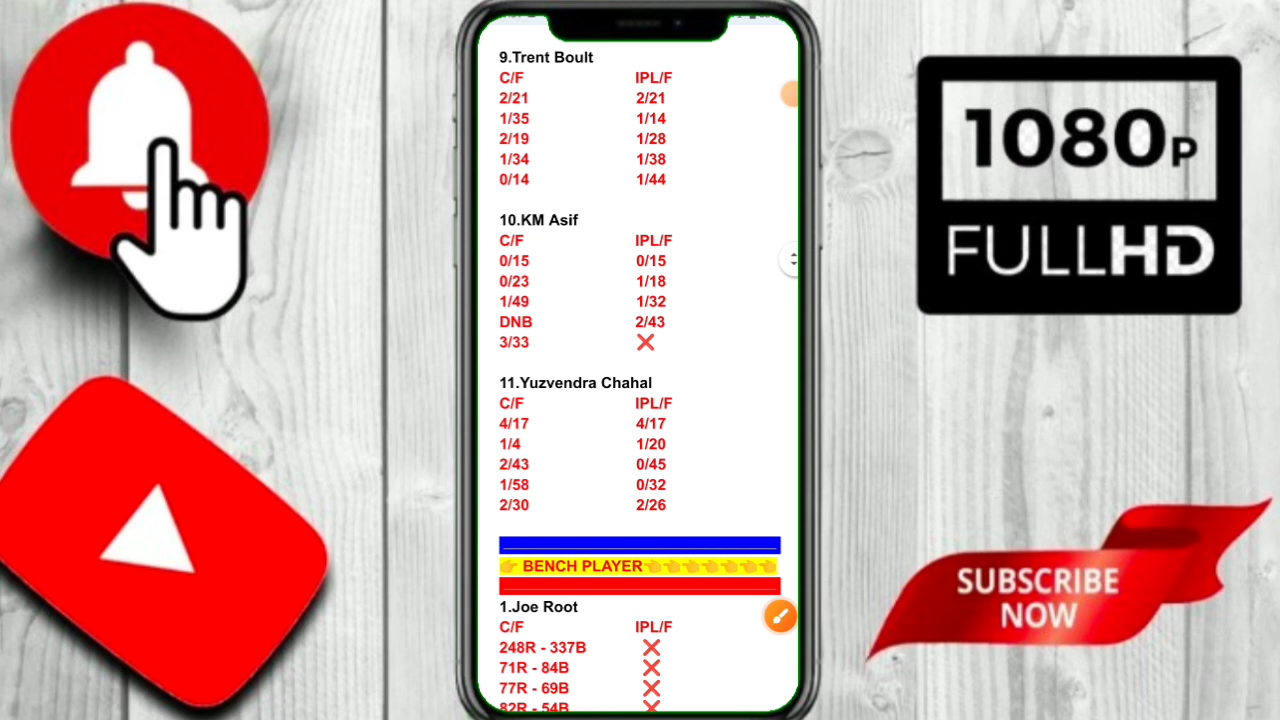 9.Trent Boult
C/F IPL/F
2/21 2/21
1/35 1/14
2/19 1/28
1/34 1/38
0/14 1/44
10.KM Asif
C/F IPL/F
0/15 0/15
0/23 1/18
1/49 1/32
DNB 2/43
3/33 ❌
11.Yuzvendra Chahal
C/F IPL/F
4/17 4/17
1/4 1/20
2/43 0/45
1/58 0/32
2/30 2/26
👉 BENCH PLAYER👈👈👈👈👈👈👈
1.Joe Root
C/F IPL/F
248R - 337B ❌
71R - 84B ❌
77R - 69B ❌
82R - 54B ❌
1080P
FULLHD
SUBSCRIBE
NOW